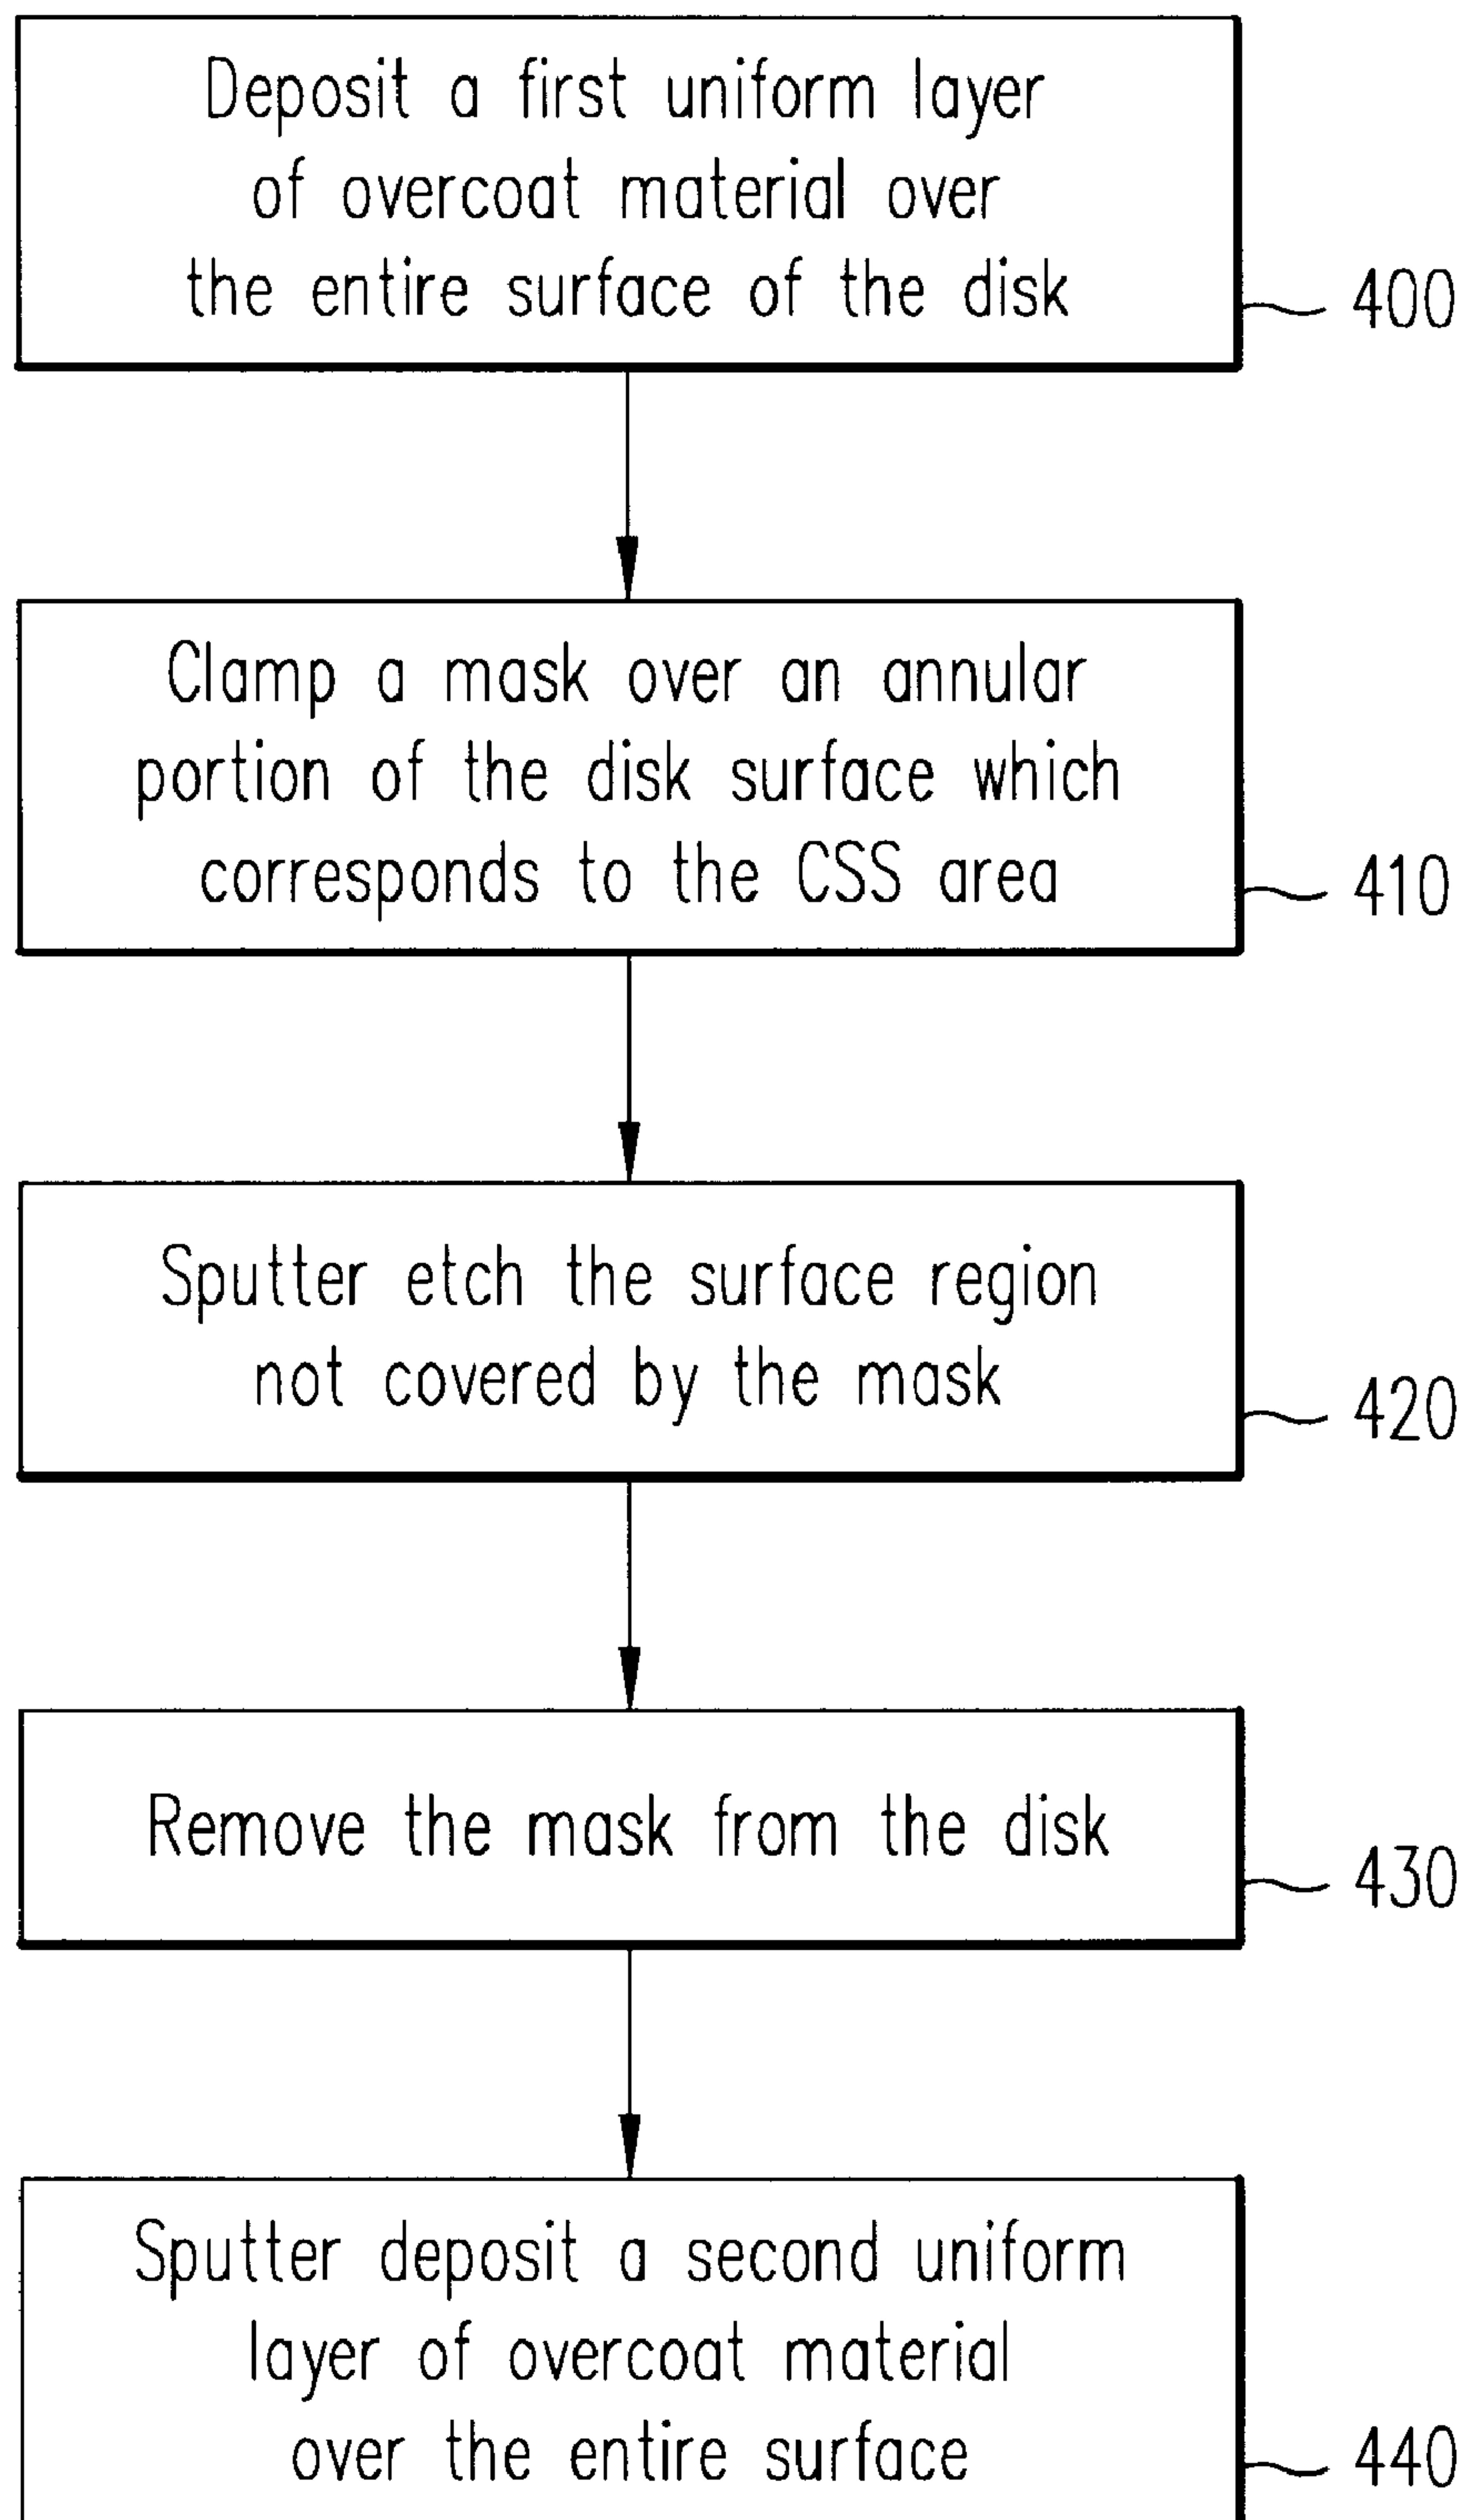 Deposit a first uniform layer
of overcoat material over
the entire surface of the disk
400
Clamp a mask over an annular
portion of the disk surface which
corresponds to the CSS area
410
Sputter etch the surface region
not covered by the mask
420
Remove the mask from the disk
430
Sputter deposit a second uniform
layer of overcoat material
over the entire surface
440